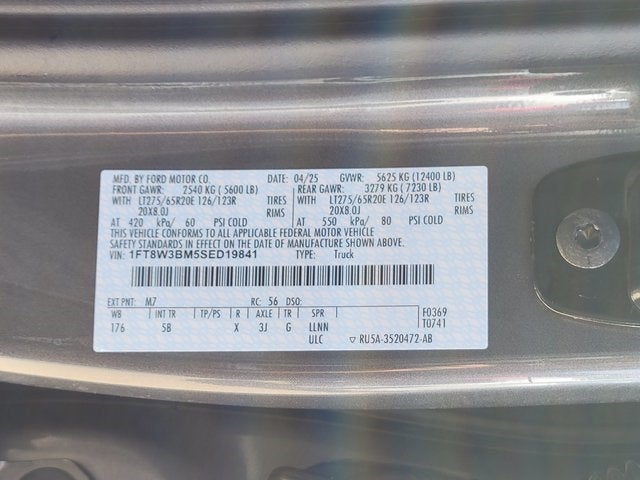 MFD. BY FORD MOTOR CO. DATE: 04/25 GVWR: 5625 KG (12400 LB)
FRONT GAWR: 2540 KG ( 5600 LB) REAR GAWR: 3279 KG ( 7230 LB)
LT275/65R20E 126/123R TIRES LT275/65R20E 126/123R TIRES
20X8.0J RIMS 20X8.0J RIMS
AT 420 kPa/ 60 PSI COLD AT 550 kPa/ 80 PSI COLD
THIS VEHICLE CONFORMS TO ALL APPLICABLE FEDERAL MOTOR VEHICLE
SAFETY STANDARDS IN EFFECT ON THE DATE OF MANUFACTURE SHOWN ABOVE.
VIN: 1FT8W3BM5SED19841 TYPE: Truck
EXT PNT: M7 RC: 56 DSO:
WB INT TR TP/PS R AXLE TR SPR F0369
176 5B X 3J G LLNN T0741
ULC ▽ RU5A-3520472-AB